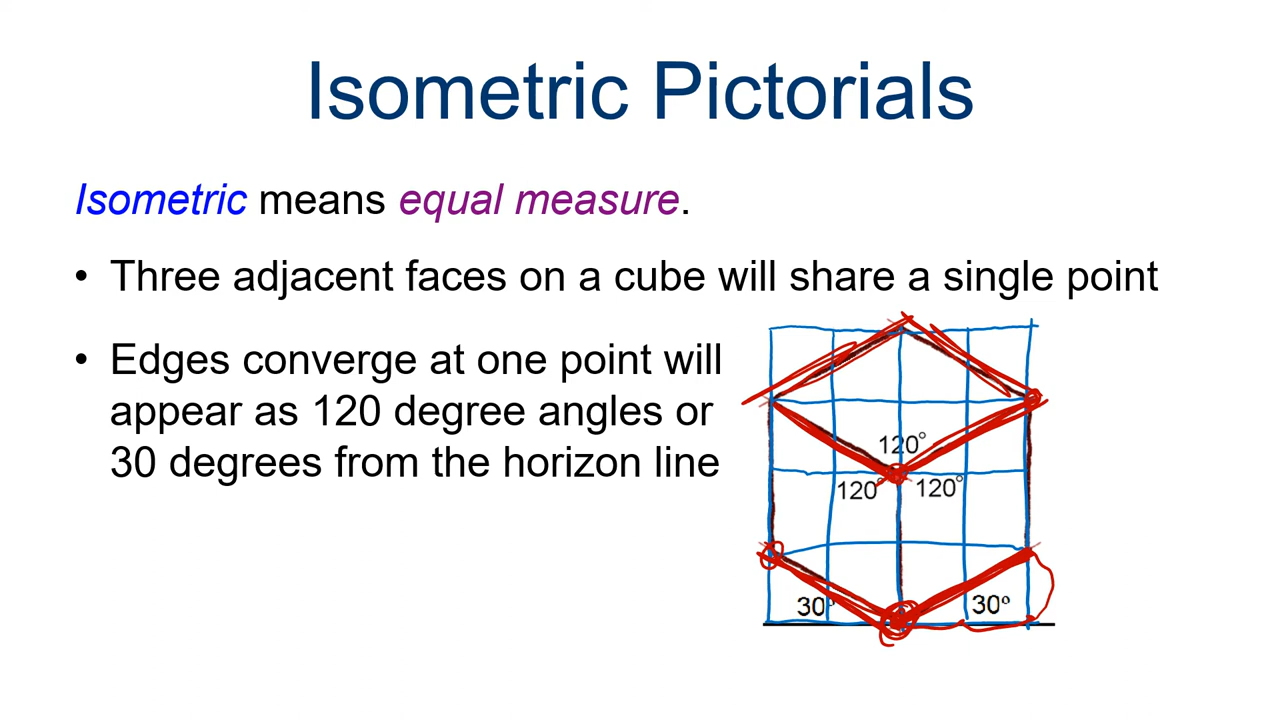 Isometric Pictorials
Isometric means equal measure.
• Three adjacent faces on a cube will share a single point
• Edges converge at one point will
appear as 120 degree angles or
30 degrees from the horizon line
120°
120° 120°
30° 30°